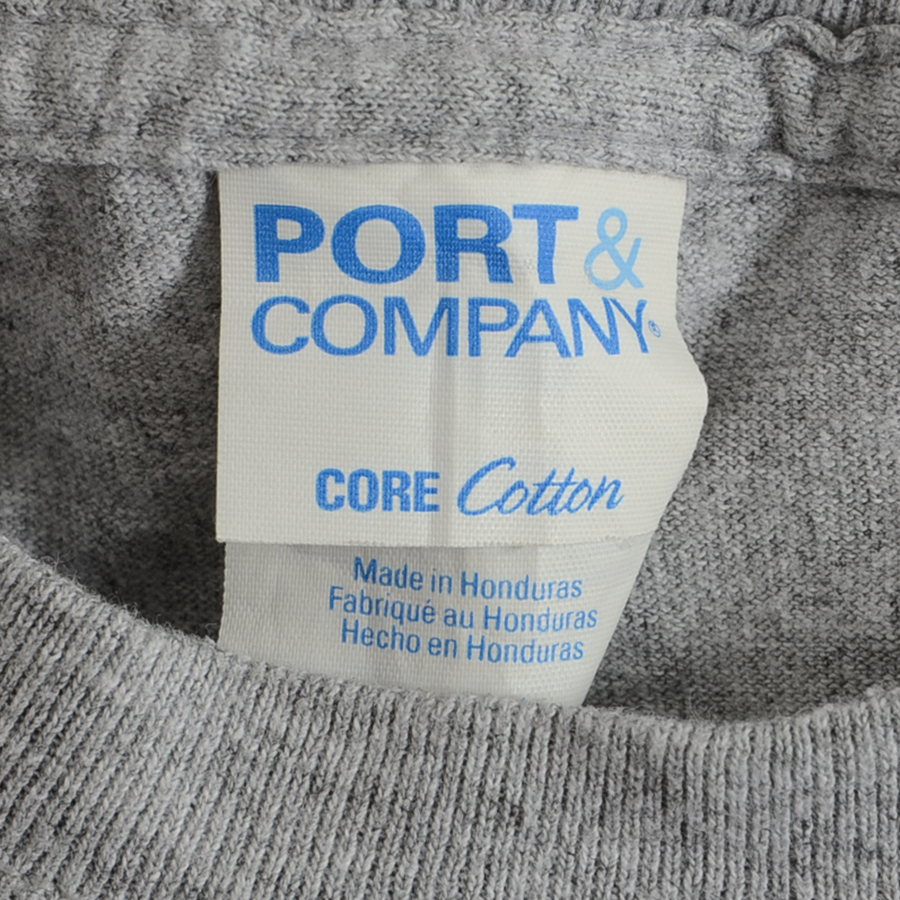 PORT &
COMPANY®
CORE Cotton
Made in Honduras
Fabriqué au Honduras
Hecho en Honduras